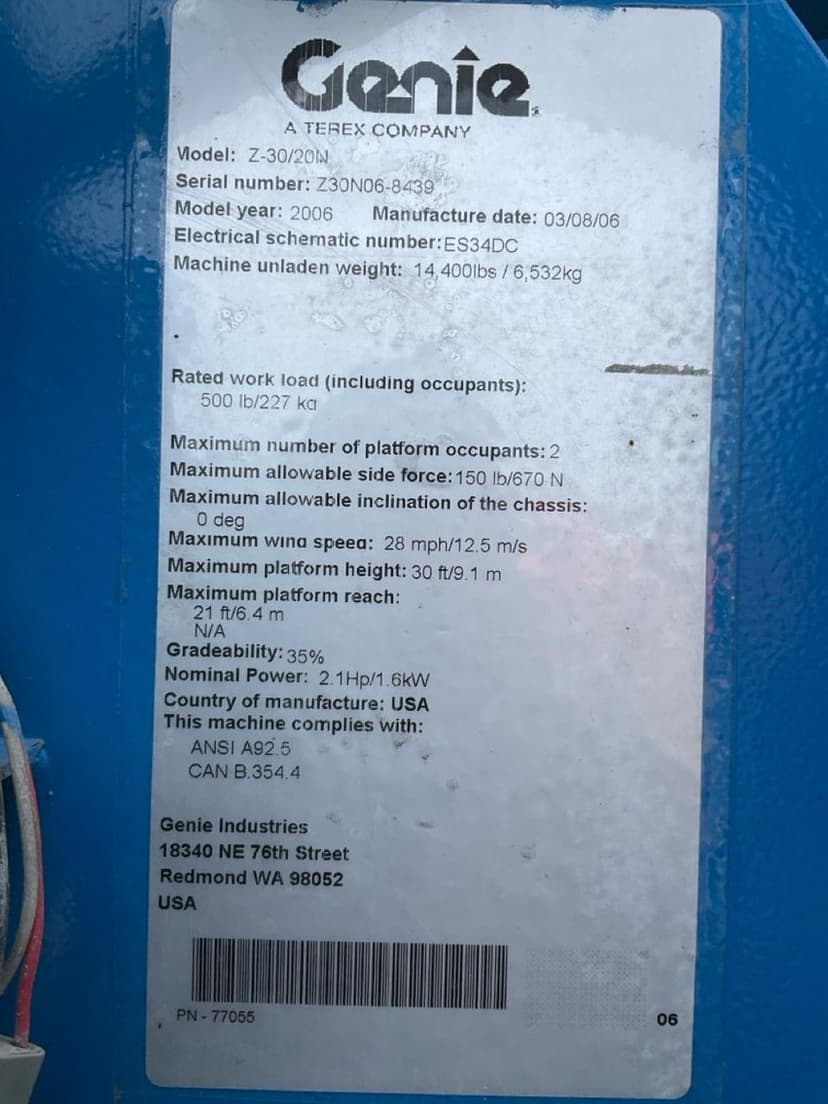 Genie
A TEREX COMPANY
Model: Z-30/20N
Serial number: Z30N06-8439
Model year: 2006 Manufacture date: 03/08/06
Electrical schematic number:ES34DC
Machine unladen weight: 14,400lbs / 6,532kg
Rated work load (including occupants):
500 lb/227 kg
Maximum number of platform occupants: 2
Maximum allowable side force:150 lb/670 N
Maximum allowable inclination of the chassis:
0 deg
Maximum wind speed: 28 mph/12.5 m/s
Maximum platform height: 30 ft/9.1 m
Maximum platform reach:
21 ft/6.4 m
N/A
Gradeability: 35%
Nominal Power: 2.1Hp/1.6kW
Country of manufacture: USA
This machine complies with:
ANSI A92.5
CAN B.354.4
Genie Industries
18340 NE 76th Street
Redmond WA 98052
USA
PN - 77055
06